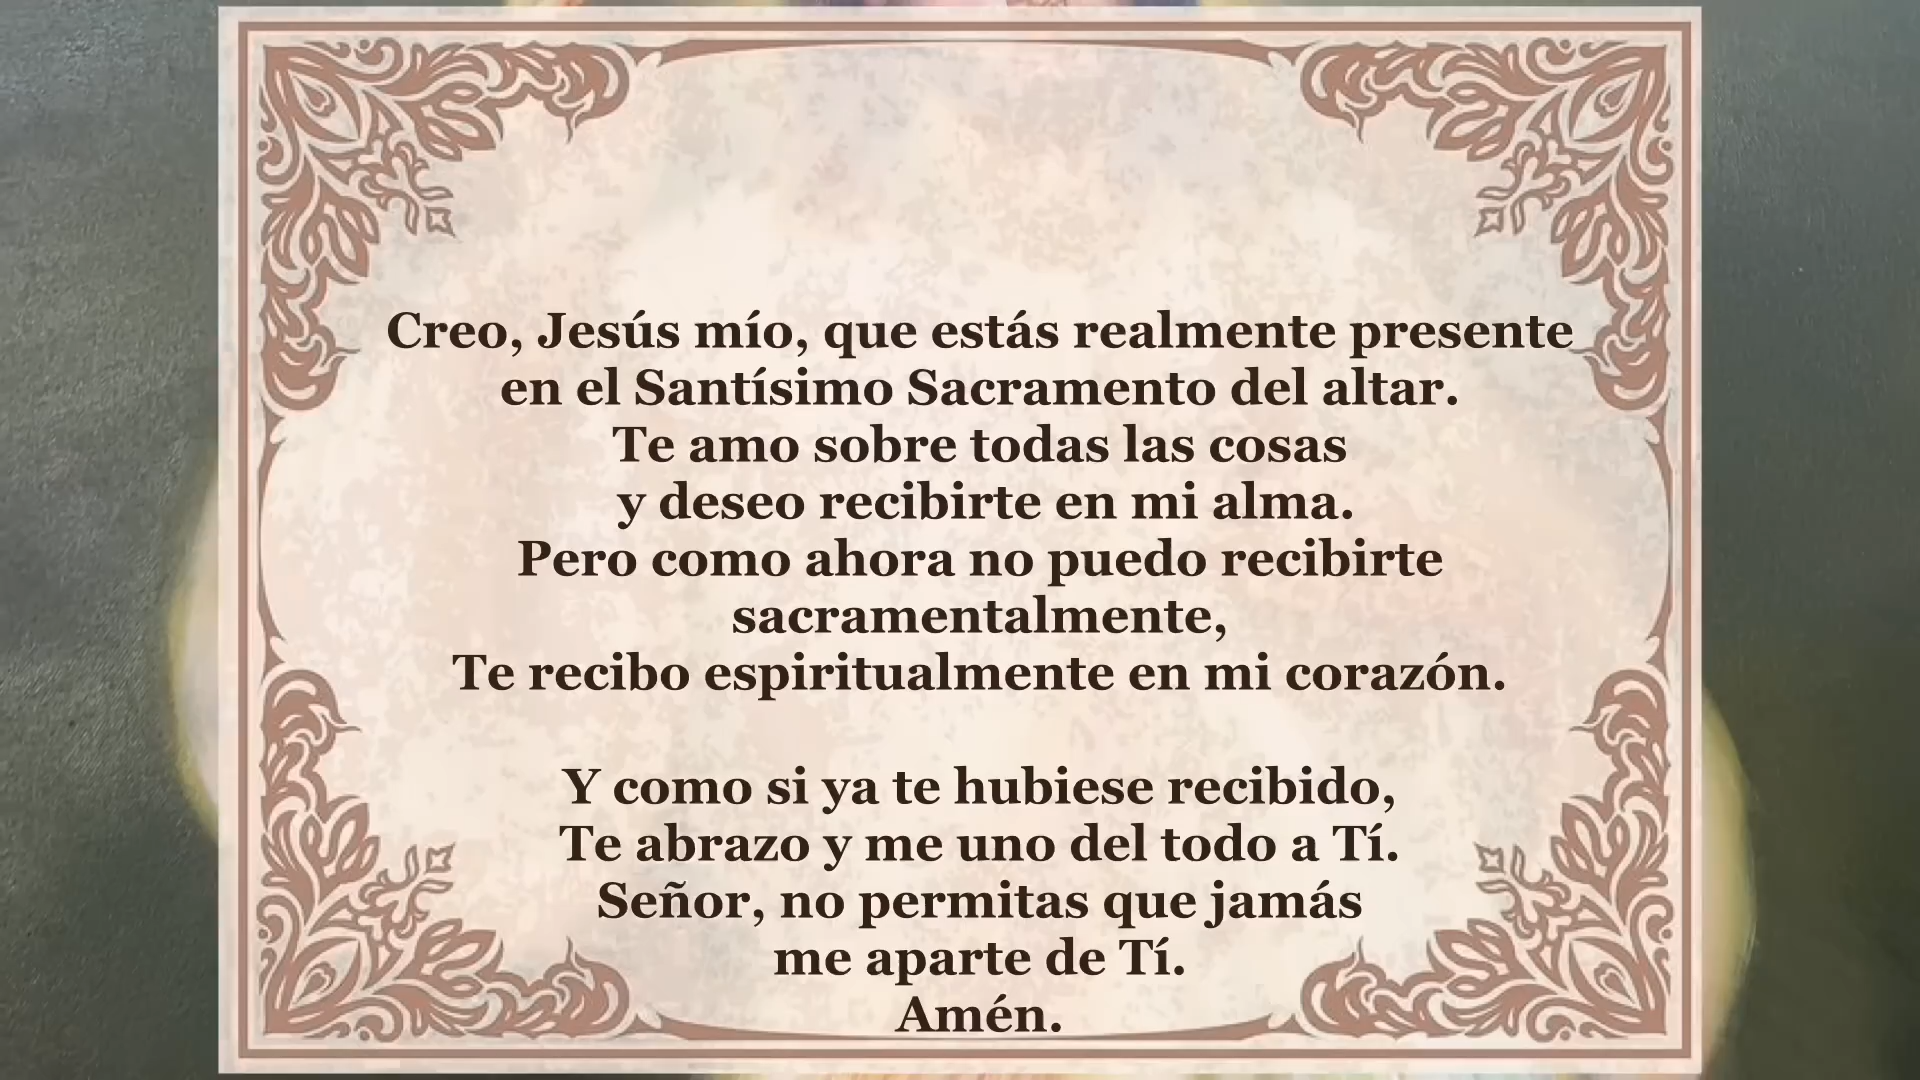 Creo, Jesús mío, que estás realmente presente
en el Santísimo Sacramento del altar.
Te amo sobre todas las cosas
y deseo recibirte en mi alma.
Pero como ahora no puedo recibirte
sacramentalmente,
Te recibo espiritualmente en mi corazón.
Y como si ya te hubiese recibido,
Te abrazo y me uno del todo a Tí.
Señor, no permitas que jamás
me aparte de Tí.
Amén.